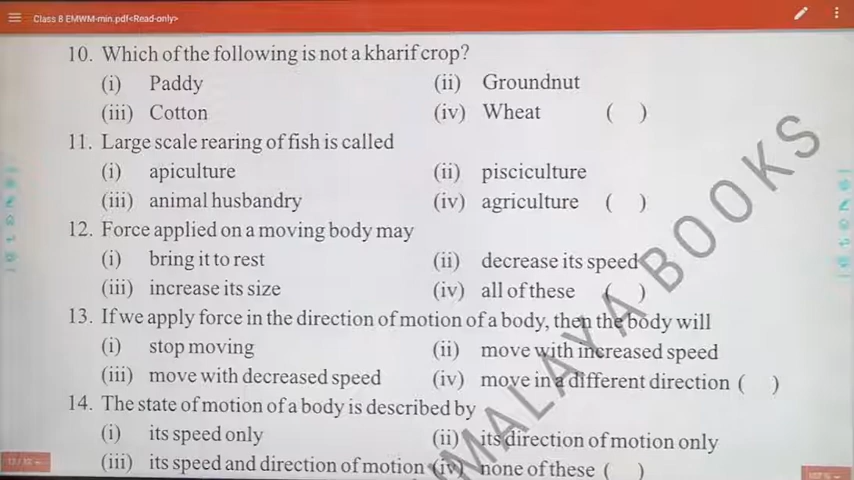 Class 8 EMWM-min.pdf<Read-only>
10. Which of the following is not a kharif crop?
(i) Paddy (ii) Groundnut
(iii) Cotton (iv) Wheat ( )
11. Large scale rearing of fish is called
(i) apiculture (ii) pisciculture
(iii) animal husbandry (iv) agriculture ( )
12. Force applied on a moving body may
(i) bring it to rest (ii) decrease its speed
(iii) increase its size (iv) all of these ( )
13. If we apply force in the direction of motion of a body, then the body will
(i) stop moving (ii) move with increased speed
(iii) move with decreased speed (iv) move in a different direction ( )
14. The state of motion of a body is described by
(i) its speed only (ii) its direction of motion only
(iii) its speed and direction of motion (iv) none of these ( )
IMALAYA BOOKS